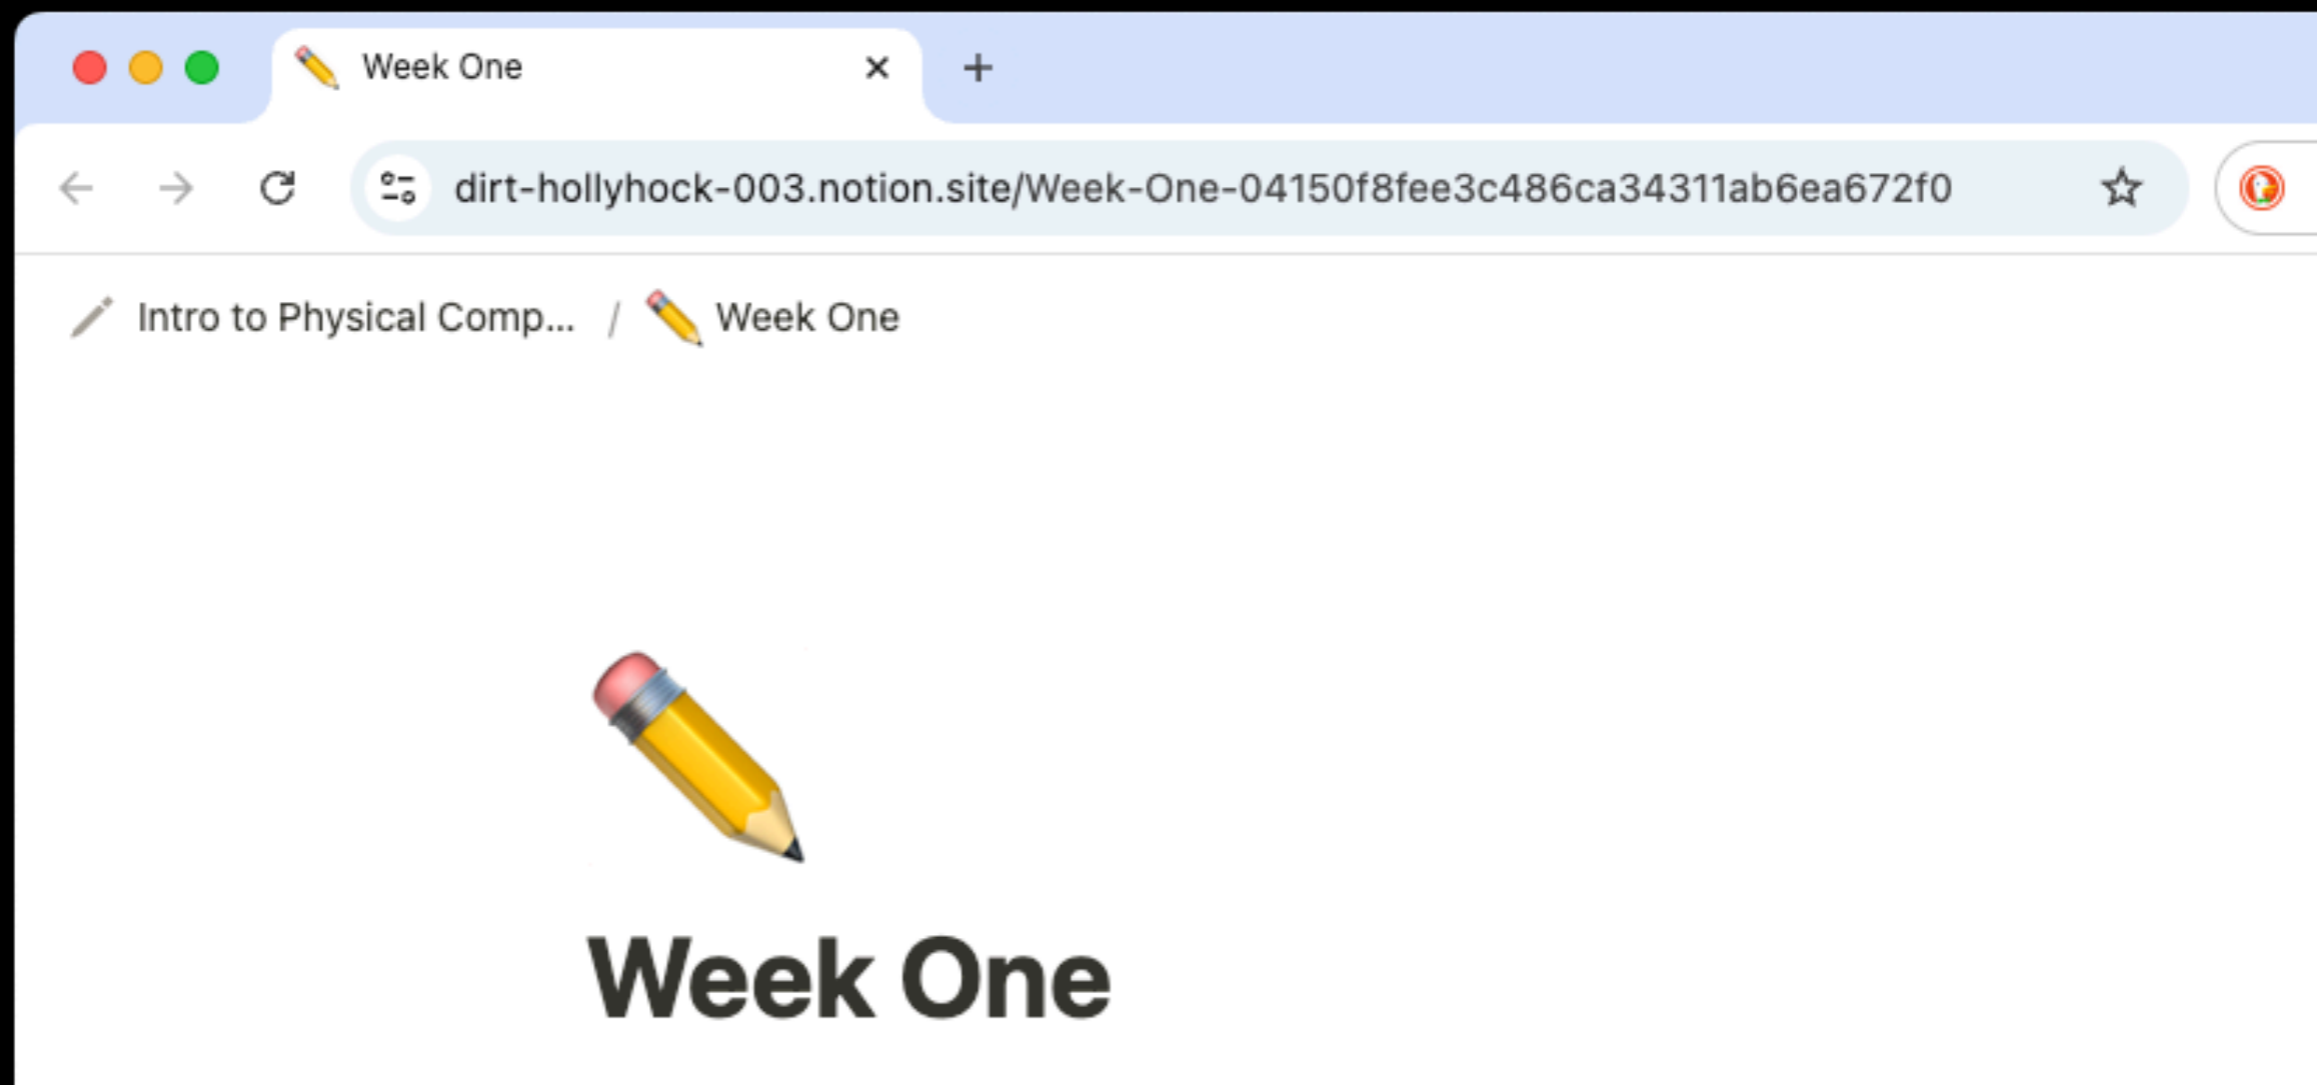 Week One
dirt-hollyhock-003.notion.site/Week-One-04150f8fee3c486ca34311ab6ea672f0
Intro to Physical Comp... / Week One
Week One